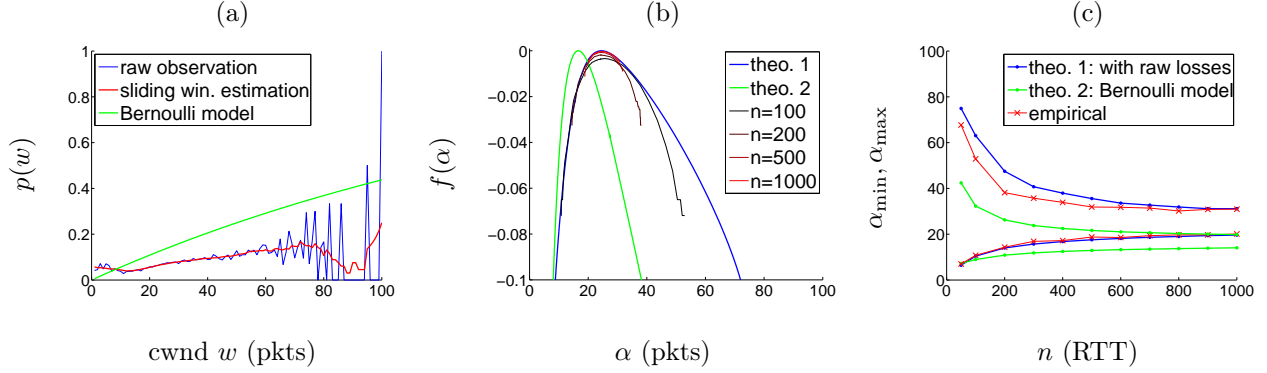 (a)
1
0.8
0.6
0.4
0.2
0
0
20
40
60
80
100
p(w)
cwnd w (pkts)
raw observation
sliding win. estimation
Bernoulli model
(b)
0
−0.02
−0.04
−0.06
−0.08
−0.1
0
20
40
60
80
100
f(α)
α (pkts)
theo. 1
theo. 2
n=100
n=200
n=500
n=1000
(c)
100
80
60
40
20
0
0
200
400
600
800
1000
αmin, αmax
n (RTT)
theo. 1: with raw losses
theo. 2: Bernoulli model
empirical